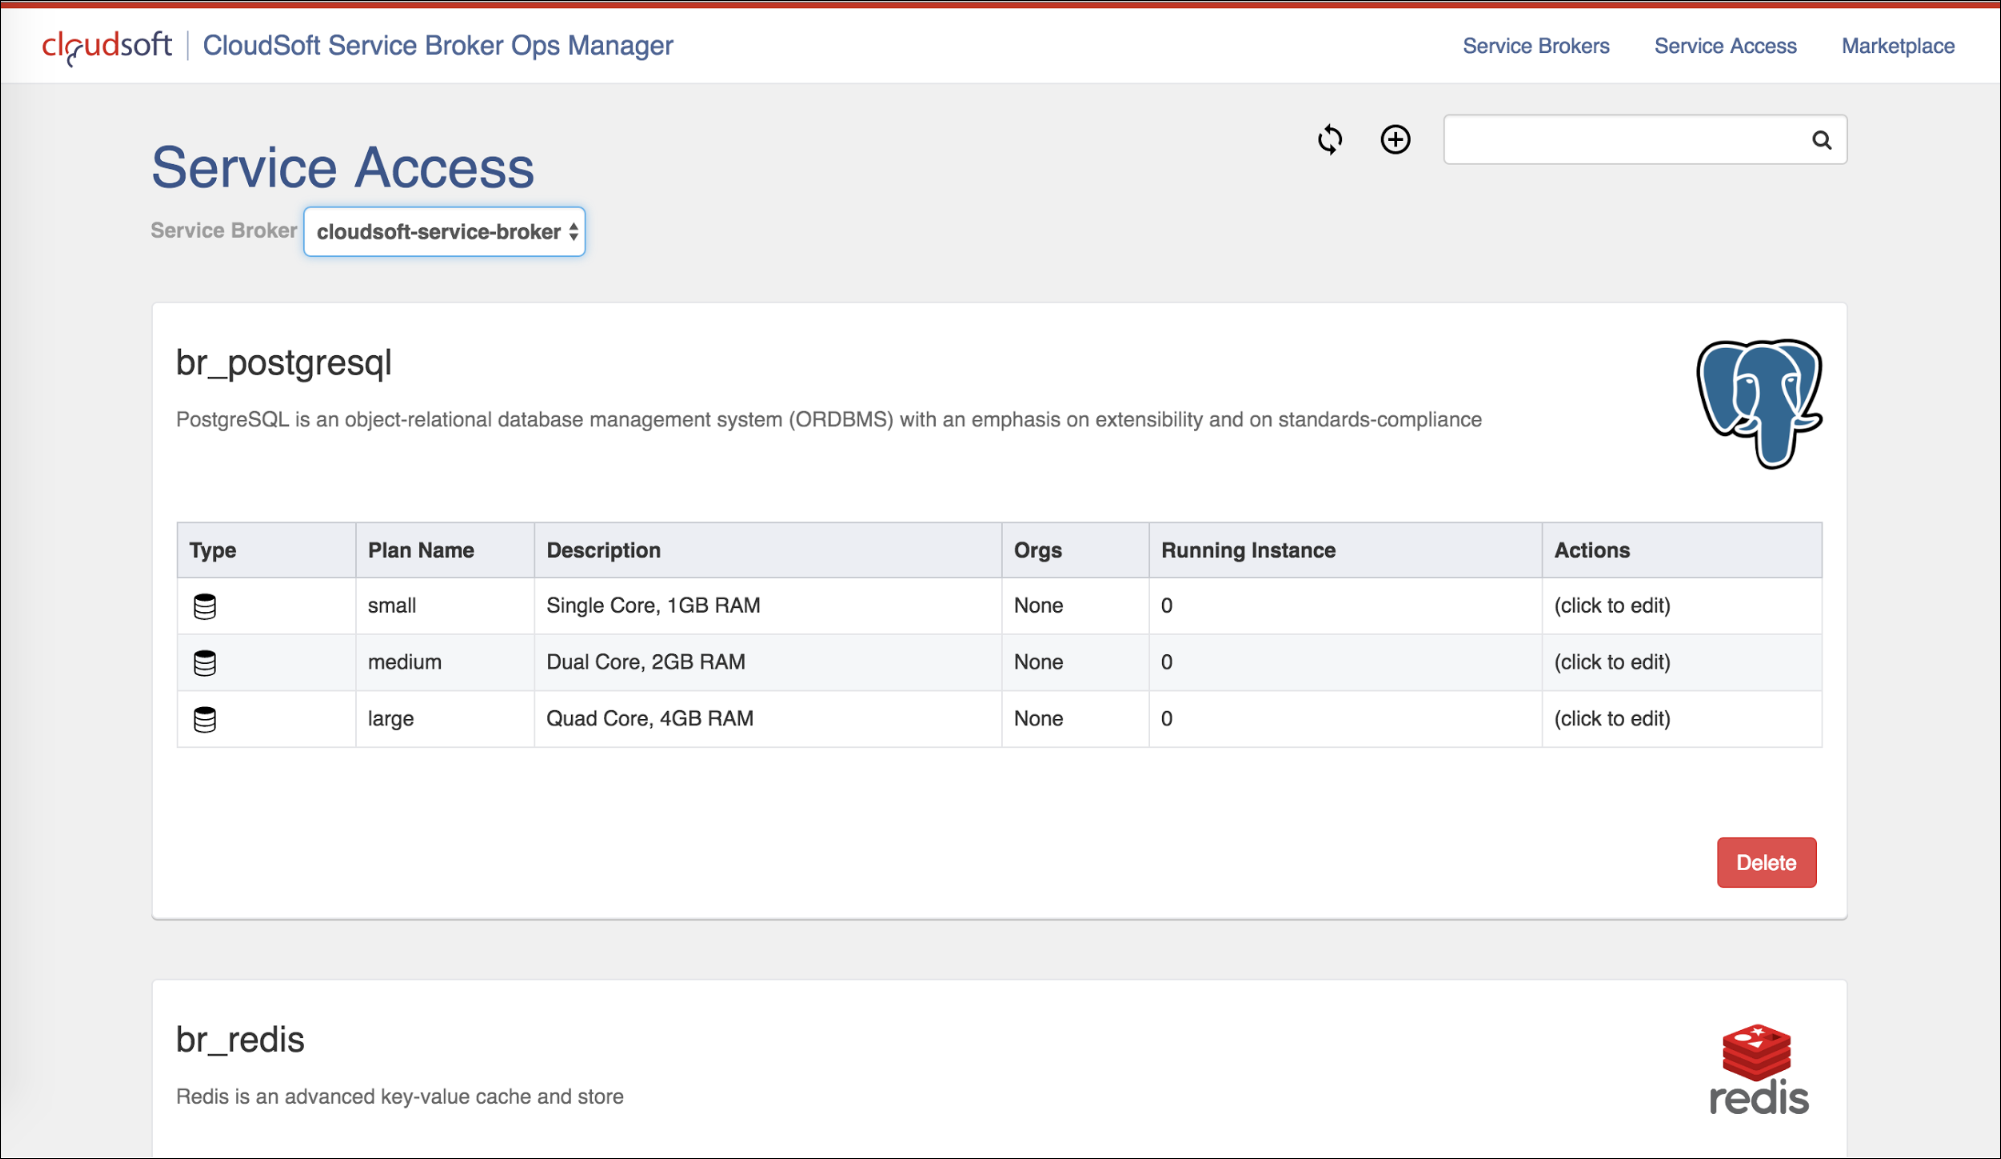 cloudsoft | CloudSoft Service Broker Ops Manager Service Brokers Service Access Marketplace
Service Access
Service Broker cloudsoft-service-broker
br_postgresql
PostgreSQL is an object-relational database management system (ORDBMS) with an emphasis on extensibility and on standards-compliance
Type Plan Name Description Orgs Running Instance Actions
small Single Core, 1GB RAM None 0 (click to edit)
medium Dual Core, 2GB RAM None 0 (click to edit)
large Quad Core, 4GB RAM None 0 (click to edit)
Delete
br_redis
Redis is an advanced key-value cache and store
redis